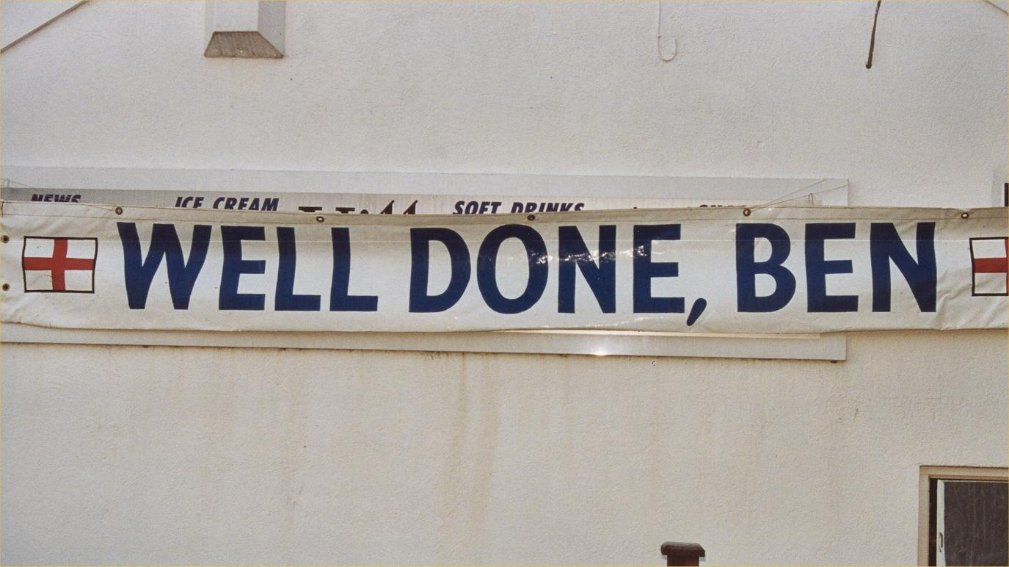 NEWS ICE CREAM SOFT DRINKS
WELL DONE, BEN